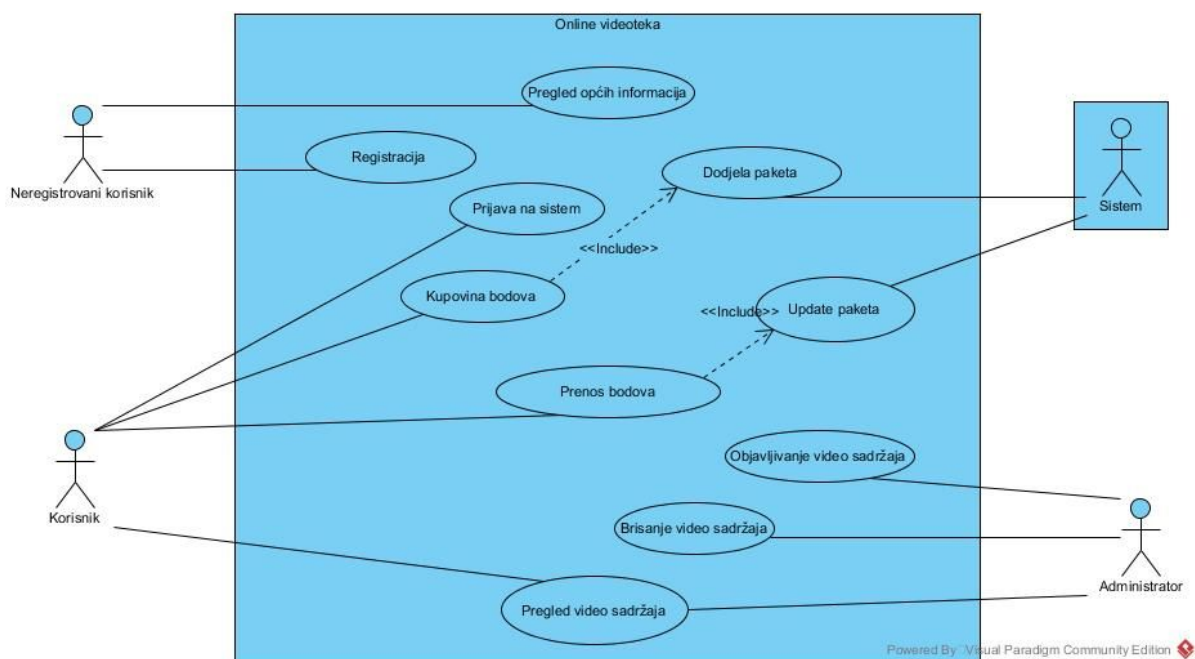 Online videoteka
Pregled općih informacija
Neregistrovani korisnik
Registracija
Dodjela paketa
Sistem
Prijava na sistem
<<Include>>
Kupovina bodova
<<Include>>
Update paketa
Prenos bodova
Korisnik
Objavljivanje video sadržaja
Brisanje video sadržaja
Administrator
Pregled video sadržaja
Powered By Visual Paradigm Community Edition